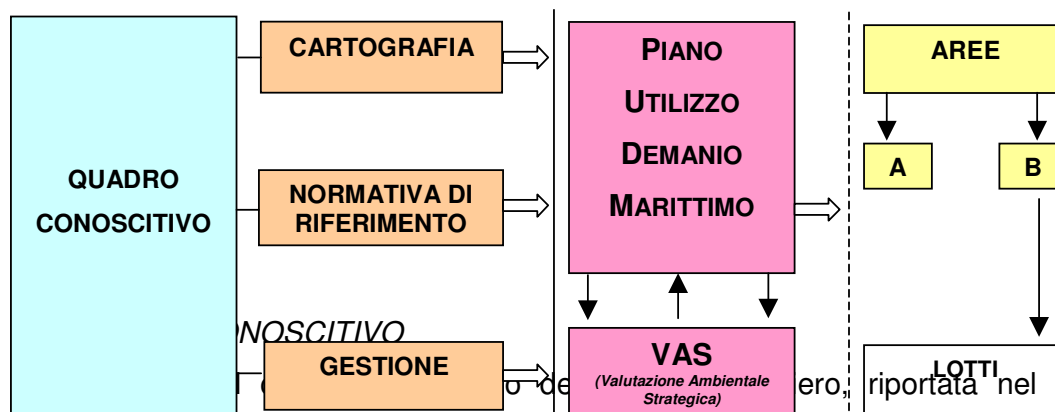 QUADRO
CONOSCITIVO
CARTOGRAFIA
NORMATIVA DI
RIFERIMENTO
GESTIONE
PIANO
UTILIZZO
DEMANIO
MARITTIMO
VAS
(Valutazione Ambientale
Strategica)
AREE
A
B
LOTTI
riportata nel